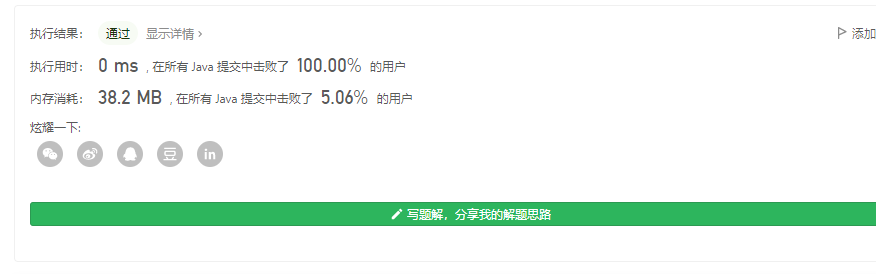 执行结果： 通过 显示详情 › 添加
执行用时： 0 ms , 在所有 Java 提交中击败了 100.00% 的用户
内存消耗： 38.2 MB , 在所有 Java 提交中击败了 5.06% 的用户
炫耀一下:
豆 in
写题解，分享我的解题思路